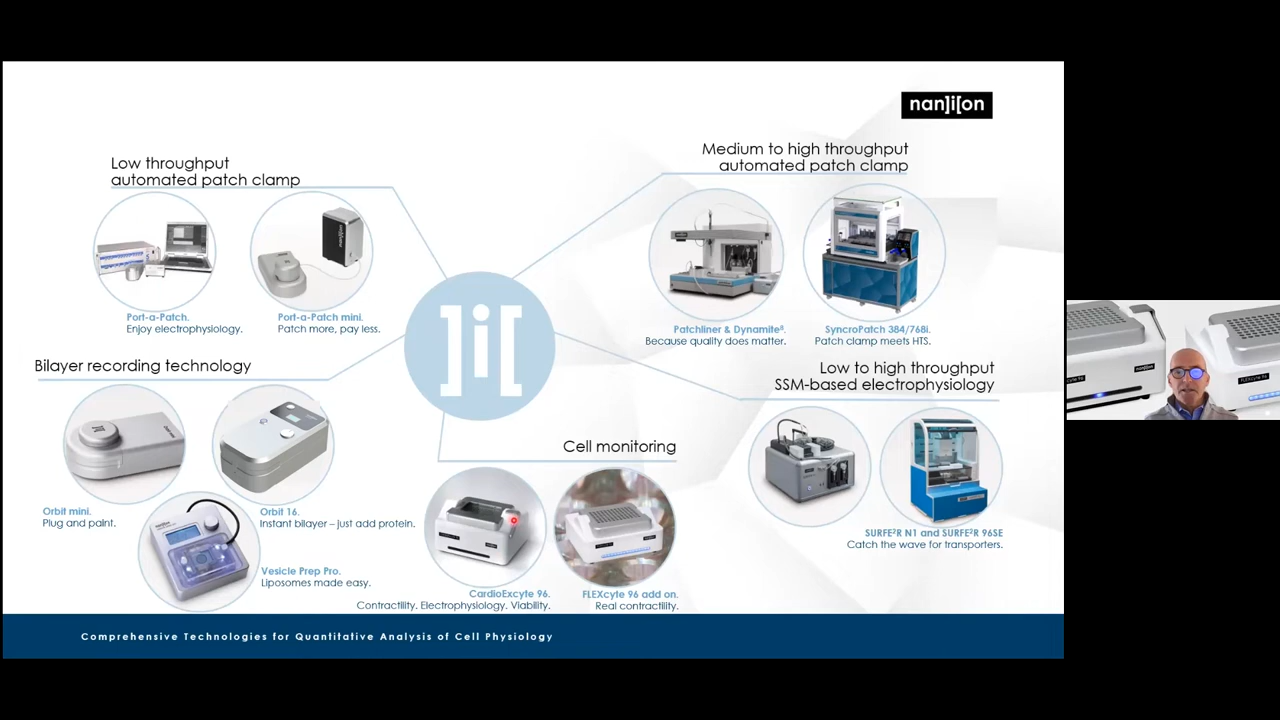 nan]i[on
Low throughput
automated patch clamp
Port-a-Patch.
Enjoy electrophysiology.
Port-a-Patch mini.
Patch more, pay less.
Medium to high throughput
automated patch clamp
Patchliner & Dynamite⁸.
Because quality does matter.
SyncroPatch 384/768i.
Patch clamp meets HTS.
Bilayer recording technology
Orbit mini.
Plug and paint.
Orbit 16.
Instant bilayer – just add protein.
Vesicle Prep Pro.
Liposomes made easy.
]i[
Cell monitoring
CardioExcyte 96.
Contractility. Electrophysiology. Viability.
FLEXcyte 96 add on.
Real contractility.
Low to high throughput
SSM-based electrophysiology
SURFE²R N1 and SURFE²R 96SE
Catch the wave for transporters.
Comprehensive Technologies for Quantitative Analysis of Cell Physiology
nan]i[on
FLEXcyte 96